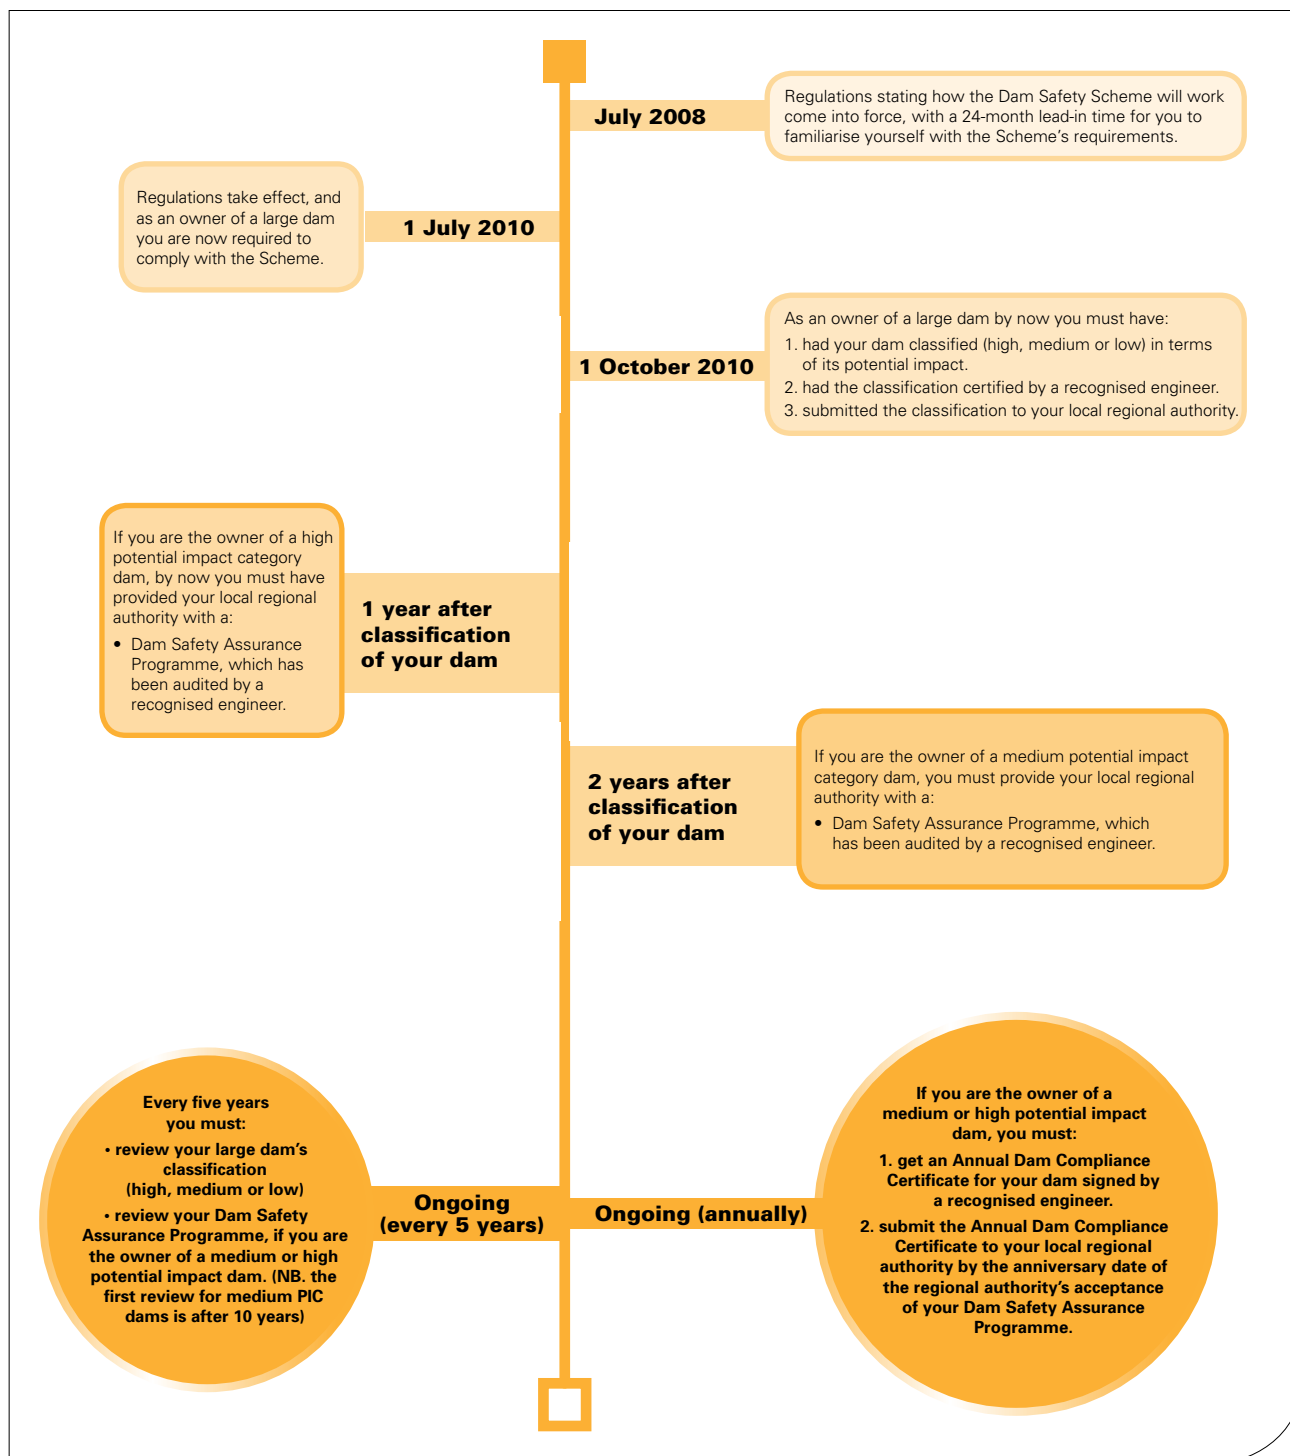 July 2008
Regulations stating how the Dam Safety Scheme will work
come into force, with a 24-month lead-in time for you to
familiarise yourself with the Scheme's requirements.
Regulations take effect, and
as an owner of a large dam
you are now required to
comply with the Scheme.
1 July 2010
1 October 2010
As an owner of a large dam by now you must have:
1. had your dam classified (high, medium or low) in terms
of its potential impact.
2. had the classification certified by a recognised engineer.
3. submitted the classification to your local regional authority.
If you are the owner of a high
potential impact category
dam, by now you must have
provided your local regional
authority with a:
• Dam Safety Assurance
Programme, which has
been audited by a
recognised engineer.
1 year after
classification
of your dam
2 years after
classification
of your dam
If you are the owner of a medium potential impact
category dam, you must provide your local regional
authority with a:
• Dam Safety Assurance Programme, which
has been audited by a recognised engineer.
Every five years
you must:
• review your large dam's
classification
(high, medium or low)
• review your Dam Safety
Assurance Programme, if you are
the owner of a medium or high
potential impact dam. (NB. the
first review for medium PIC
dams is after 10 years)
Ongoing
(every 5 years)
Ongoing (annually)
If you are the owner of a
medium or high potential impact
dam, you must:
1. get an Annual Dam Compliance
Certificate for your dam signed by
a recognised engineer.
2. submit the Annual Dam Compliance
Certificate to your local regional
authority by the anniversary date of
the regional authority's acceptance
of your Dam Safety Assurance
Programme.